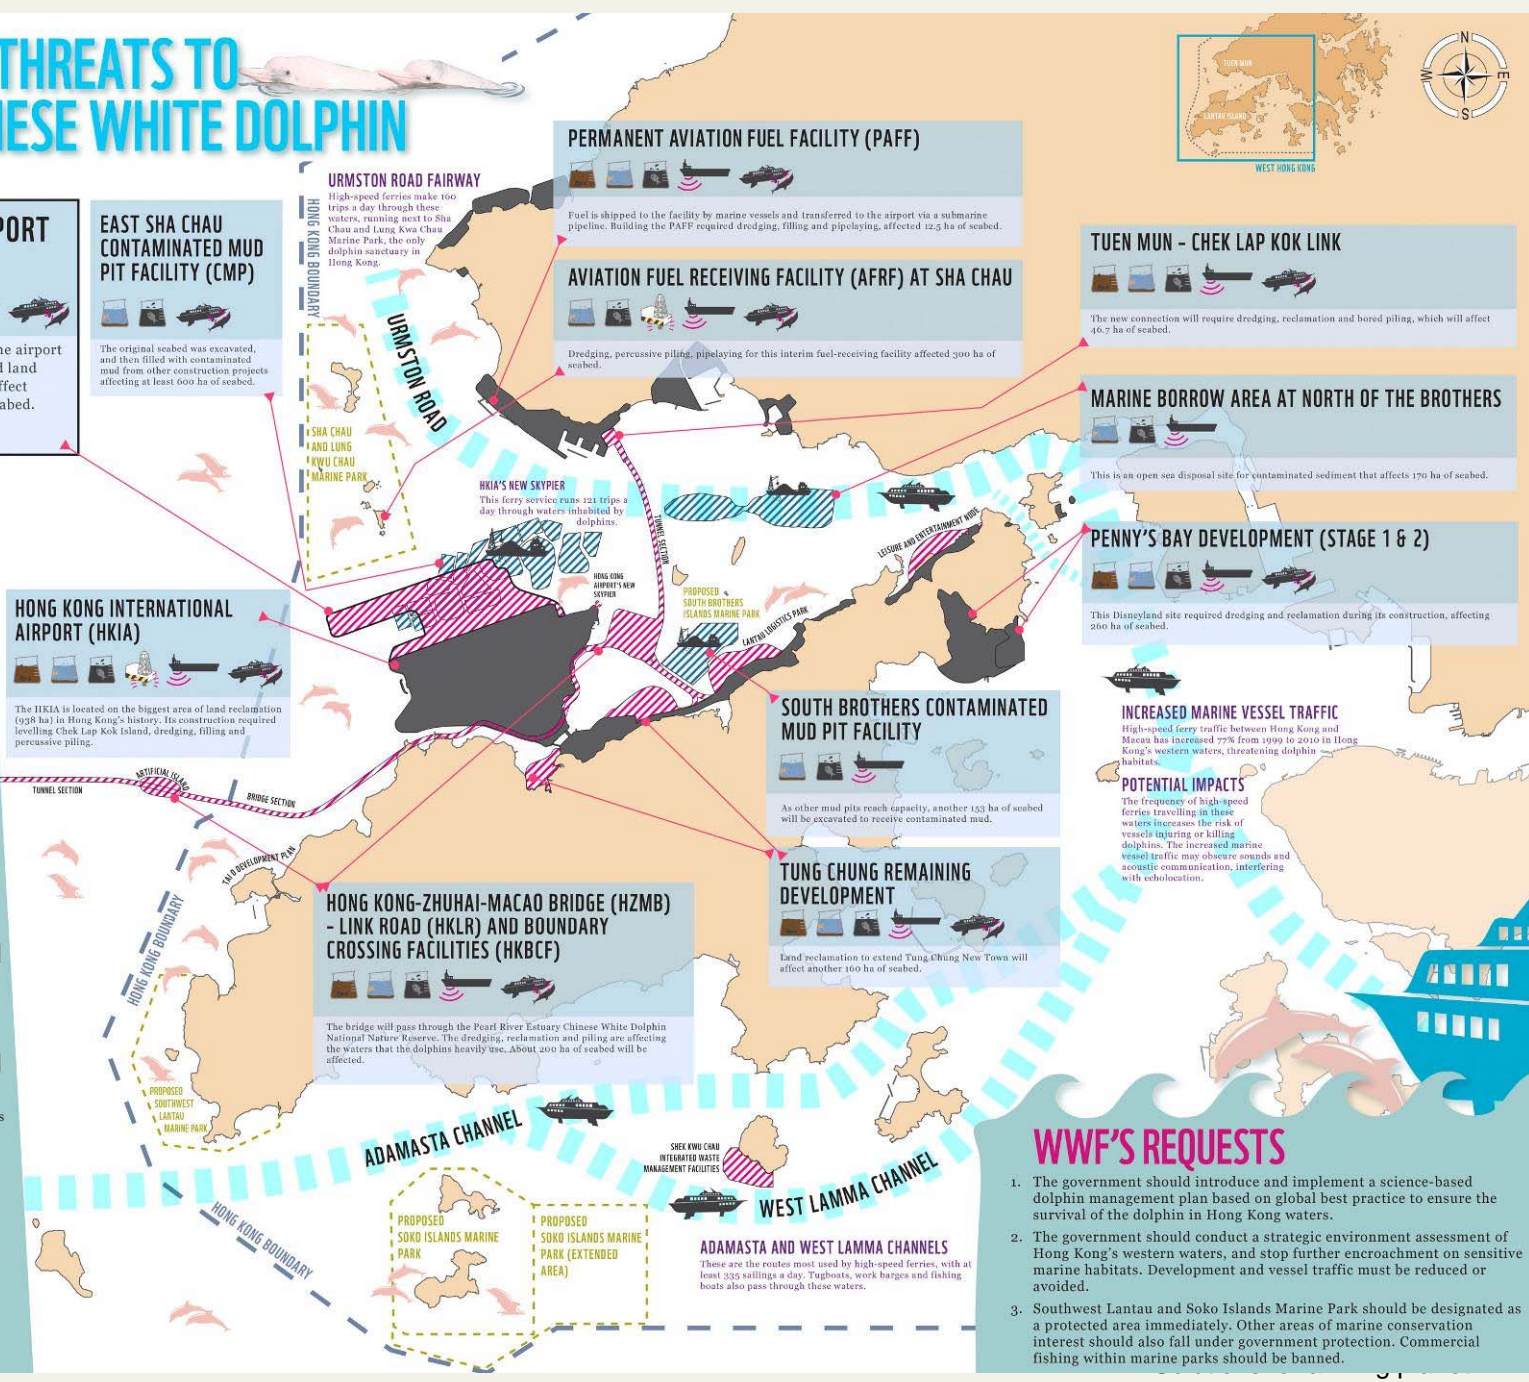 THREATS TO
ESE WHITE DOLPHIN
PORT
he airport
d land
ffect
abed.
EAST SHA CHAU
CONTAMINATED MUD
PIT FACILITY (CMP)
The original seabed was excavated,
and then filled with contaminated
mud from other construction projects
affecting at least 600 ha of seabed.
URMSTON ROAD FAIRWAY
High-speed ferries make 160
trips a day through these
waters, running next to Sha
Chau and Lung Kwa Chau
Marine Park, the only
dolphin sanctuary in
Hong Kong.
HONG KONG BOUNDARY
URMSTON ROAD
SHA CHAU
AND LUNG
KWU CHAU
MARINE PARK
PERMANENT AVIATION FUEL FACILITY (PAFF)
Fuel is shipped to the facility by marine vessels and transferred to the airport via a submarine
pipeline. Building the PAFF required dredging, filling and pipelaying, affected 12.5 ha of seabed.
AVIATION FUEL RECEIVING FACILITY (AFRF) AT SHA CHAU
Dredging, percussive piling, pipelaying for this interim fuel-receiving facility affected 300 ha of
seabed.
TUEN MUN
LANTAU ISLAND
WEST HONG KONG
N
E
S
W
TUEN MUN - CHEK LAP KOK LINK
The new connection will require dredging, reclamation and bored piling, which will affect
46.7 ha of seabed.
MARINE BORROW AREA AT NORTH OF THE BROTHERS
This is an open sea disposal site for contaminated sediment that affects 170 ha of seabed.
PENNY'S BAY DEVELOPMENT (STAGE 1 & 2)
This Disneyland site required dredging and reclamation during its construction, affecting
260 ha of seabed.
HKIA'S NEW SKYPIER
This ferry service runs 121 trips a
day through waters inhabited by
dolphins.
TUNNEL SECTION
LEISURE AND ENTERTAINMENT NODE
HONG KONG
AIRPORT'S NEW
SKYPIER
PROPOSED
SOUTH BROTHERS
ISLANDS MARINE PARK
LANTAU LOGISTICS PARK
HONG KONG INTERNATIONAL
AIRPORT (HKIA)
The HKIA is located on the biggest area of land reclamation
(938 ha) in Hong Kong's history. Its construction required
levelling Chek Lap Kok Island, dredging, filling and
percussive piling.
TUNNEL SECTION
ARTIFICIAL ISLAND
BRIDGE SECTION
SOUTH BROTHERS CONTAMINATED
MUD PIT FACILITY
As other mud pits reach capacity, another 153 ha of seabed
will be excavated to receive contaminated mud.
INCREASED MARINE VESSEL TRAFFIC
High-speed ferry traffic between Hong Kong and
Macau has increased 77% from 1999 to 2010 in Hong
Kong's western waters, threatening dolphin
habitats.
POTENTIAL IMPACTS
The frequency of high-speed
ferries travelling in these
waters increases the risk of
vessels injuring or killing
dolphins. The increased marine
vessel traffic may obscure sounds and
acoustic communication, interfering
with echolocation.
TUNG CHUNG REMAINING
DEVELOPMENT
Land reclamation to extend Tung Chung New Town will
affect another 160 ha of seabed.
TAI O DEVELOPMENT PLAN
HONG KONG BOUNDARY
HONG KONG-ZHUHAI-MACAO BRIDGE (HZMB)
- LINK ROAD (HKLR) AND BOUNDARY
CROSSING FACILITIES (HKBCF)
The bridge will pass through the Pearl River Estuary Chinese White Dolphin
National Nature Reserve. The dredging, reclamation and piling are affecting
the waters that the dolphins heavily use. About 200 ha of seabed will be
affected.
PROPOSED
SOUTHWEST
LANTAU
MARINE PARK
s
ADAMASTA CHANNEL
SHEK KWU CHAU
INTEGRATED WASTE
MANAGEMENT FACILITIES
WEST LAMMA CHANNEL
HONG KONG BOUNDARY
PROPOSED
SOKO ISLANDS MARINE
PARK
PROPOSED
SOKO ISLANDS MARINE
PARK (EXTENDED
AREA)
ADAMASTA AND WEST LAMMA CHANNELS
These are the routes most used by high-speed ferries, with at
least 335 sailings a day. Tugboats, work barges and fishing
boats also pass through these waters.
WWF'S REQUESTS
1. The government should introduce and implement a science-based
dolphin management plan based on global best practice to ensure the
survival of the dolphin in Hong Kong waters.
2. The government should conduct a strategic environment assessment of
Hong Kong's western waters, and stop further encroachment on sensitive
marine habitats. Development and vessel traffic must be reduced or
avoided.
3. Southwest Lantau and Soko Islands Marine Park should be designated as
a protected area immediately. Other areas of marine conservation
interest should also fall under government protection. Commercial
fishing within marine parks should be banned.